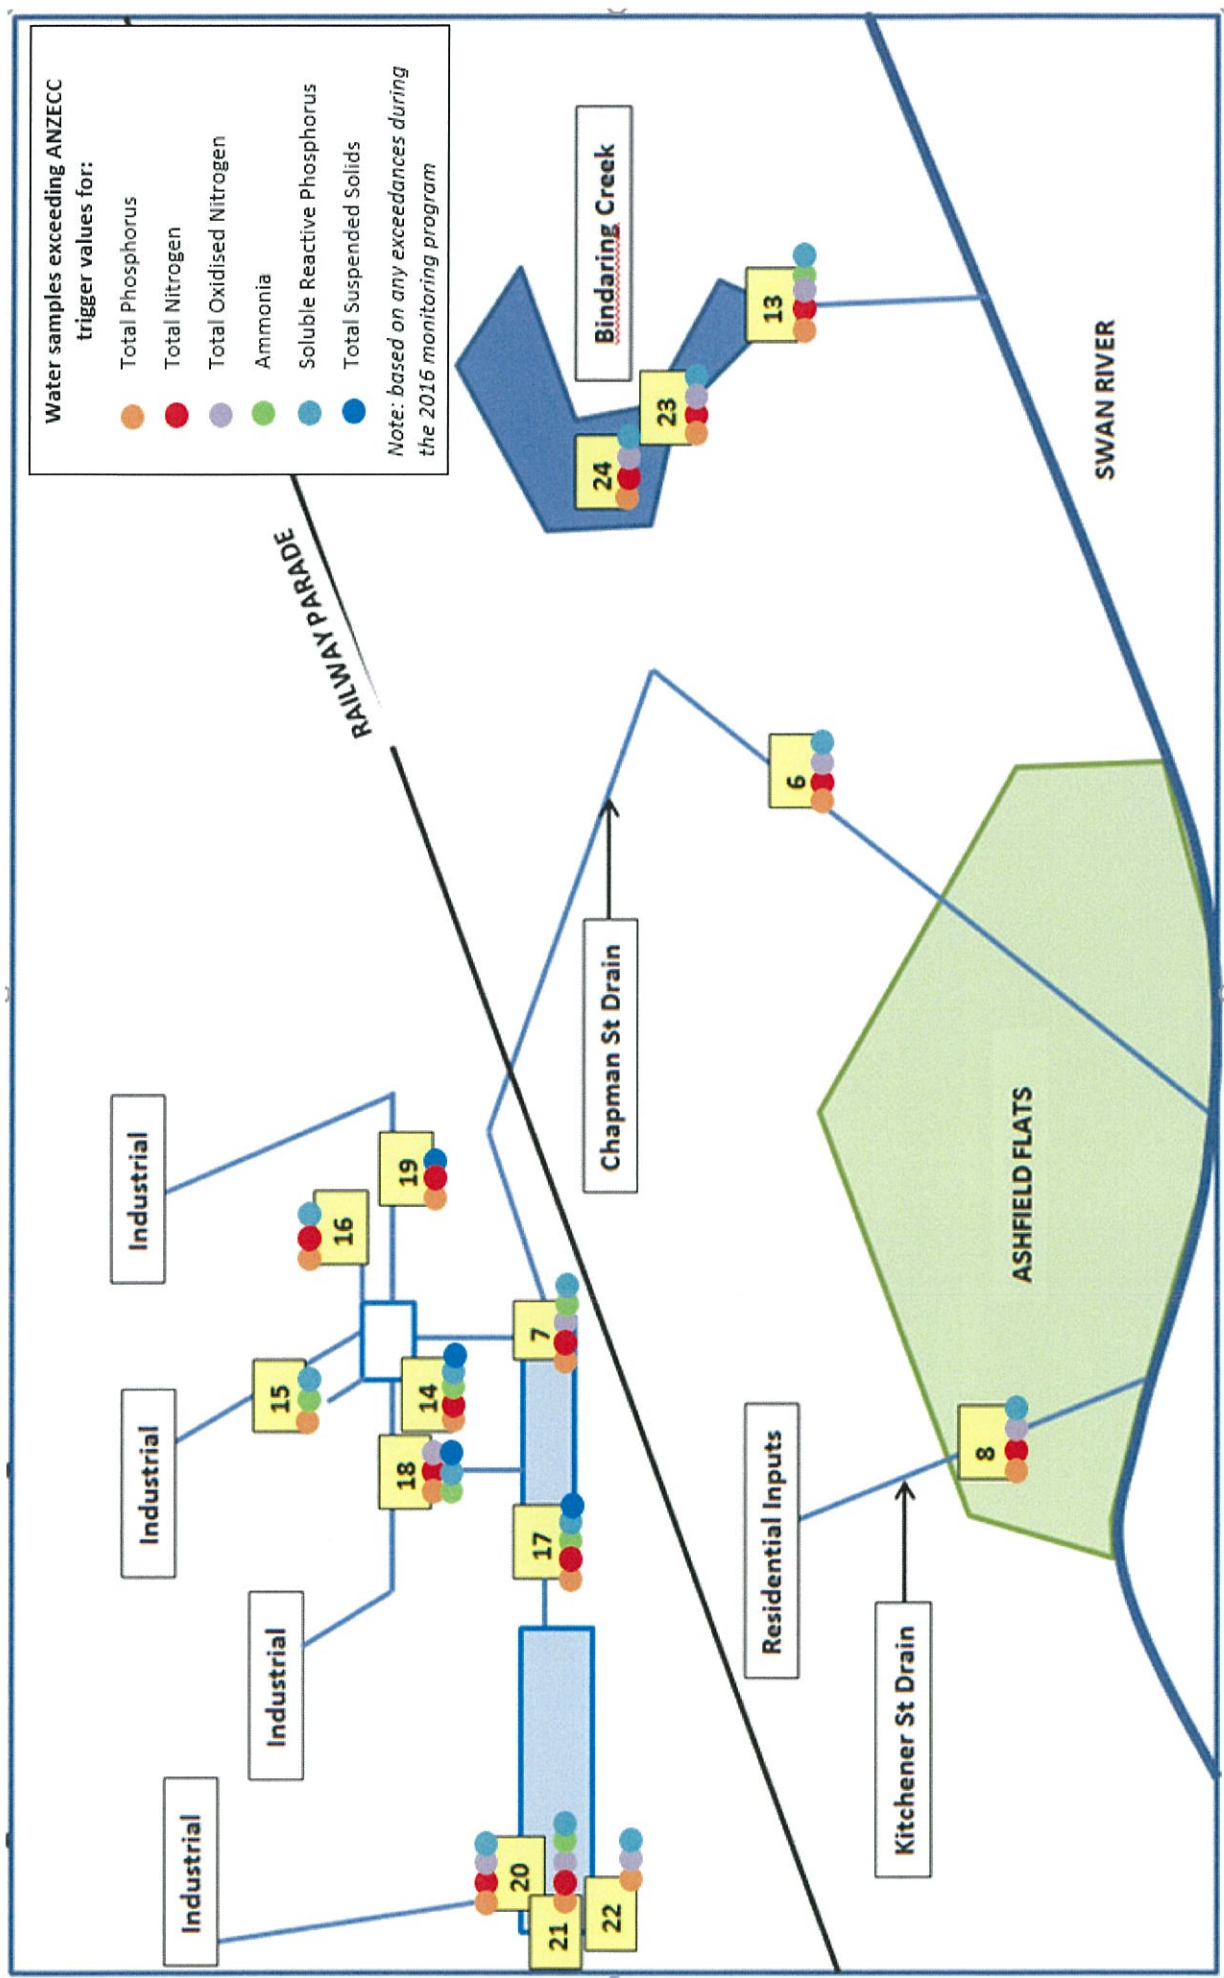 Water samples exceeding ANZECC
trigger values for:
Total Phosphorus
Total Nitrogen
Total Oxidised Nitrogen
Ammonia
Soluble Reactive Phosphorus
Total Suspended Solids
Note: based on any exceedances during
the 2016 monitoring program
Industrial
Industrial
Industrial
Industrial
RAILWAY PARADE
15
16
18
14
19
20
21
22
17
7
Chapman St Drain
Bindaring Creek
24
23
13
6
Residential Inputs
Kitchener St Drain
8
ASHFIELD FLATS
SWAN RIVER